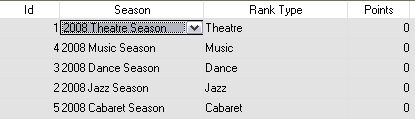 Id Season Rank Type Points
1 2008 Theatre Season Theatre 0
4 2008 Music Season Music 0
3 2008 Dance Season Dance 0
2 2008 Jazz Season Jazz 0
5 2008 Cabaret Season Cabaret 0